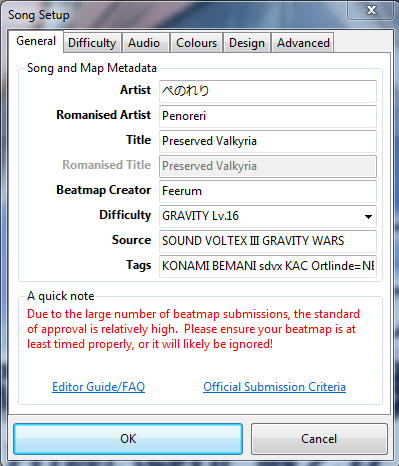 Song Setup
General Difficulty Audio Colours Design Advanced
Song and Map Metadata
Artist ぺのれり
Romanised Artist Penoreri
Title Preserved Valkyria
Romanised Title Preserved Valkyria
Beatmap Creator Feerum
Difficulty GRAVITY Lv.16
Source SOUND VOLTEX III GRAVITY WARS
Tags KONAMI BEMANI sdvx KAC Ortlinde=NE
A quick note
Due to the large number of beatmap submissions, the standard
of approval is relatively high. Please ensure your beatmap is at
least timed properly, or it will likely be ignored!
Editor Guide/FAQ Official Submission Criteria
OK Cancel